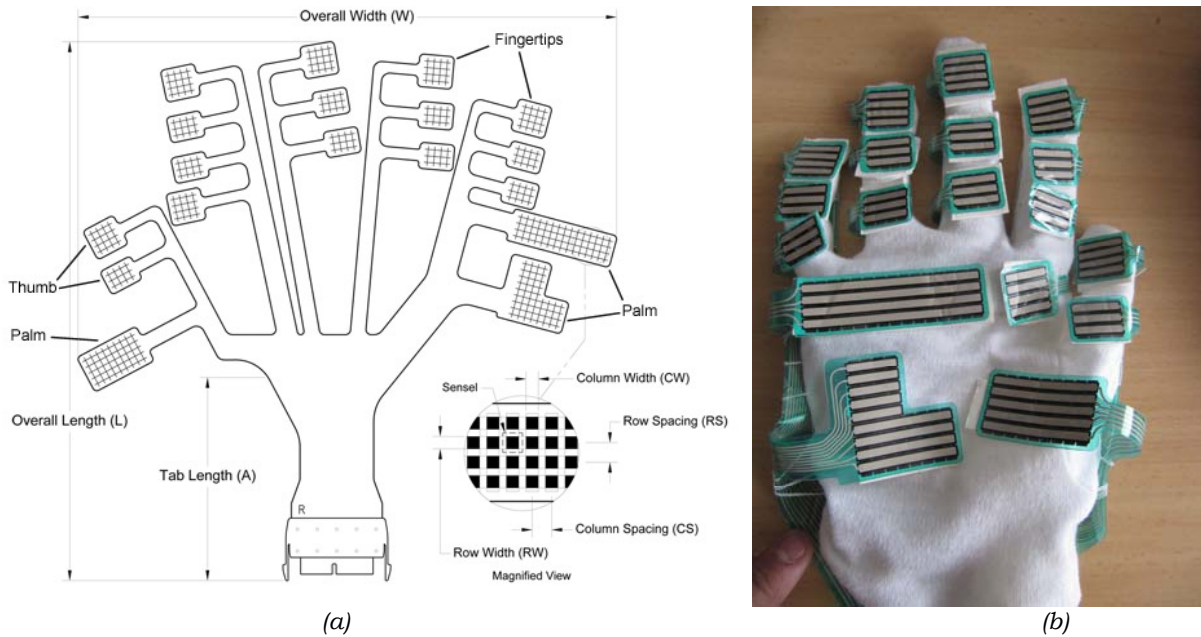 Overall Width (W)
Fingertips
Thumb
Palm
Palm
Overall Length (L)
Tab Length (A)
Sensel
Column Width (CW)
Row Spacing (RS)
R
Column Spacing (CS)
Row Width (RW)
Magnified View
(a)
(b)